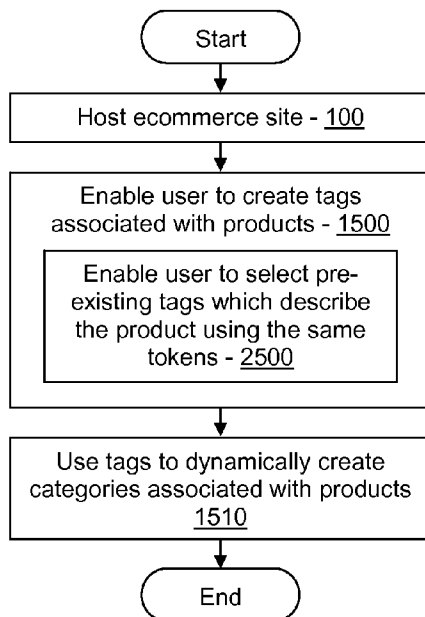 Start
Host ecommerce site - 100
Enable user to create tags
associated with products - 1500
Enable user to select pre-
existing tags which describe
the product using the same
tokens - 2500
Use tags to dynamically create
categories associated with products
1510
End